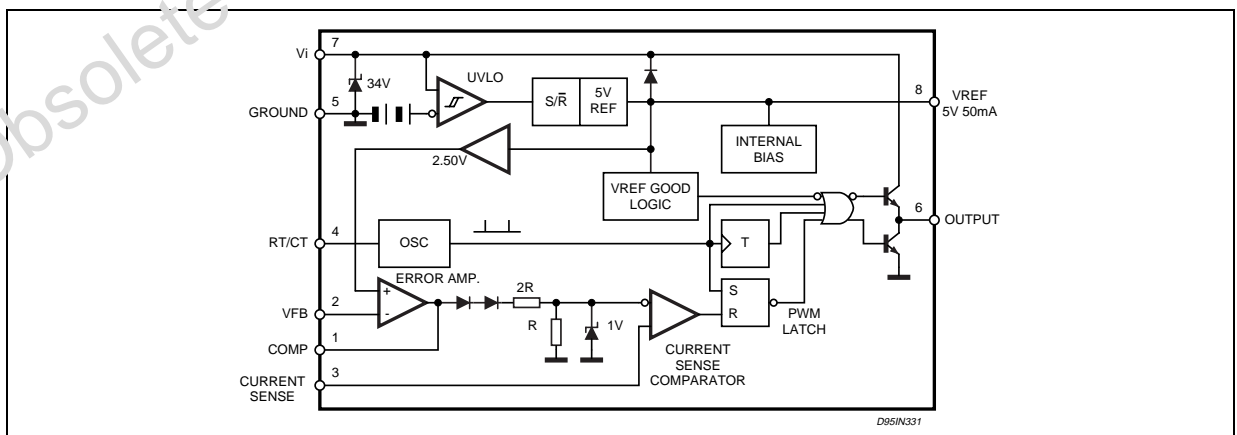 Obsolete
7
Vi
34V
UVLO
S/R̅
5V
REF
8
VREF
5V 50mA
5
GROUND
INTERNAL
BIAS
2.50V
VREF GOOD
LOGIC
6
OUTPUT
4
RT/CT
OSC
T
ERROR AMP.
+
-
2R
S
R
2
VFB
R
1V
PWM
LATCH
1
COMP
CURRENT
SENSE
COMPARATOR
3
CURRENT
SENSE
D95IN331